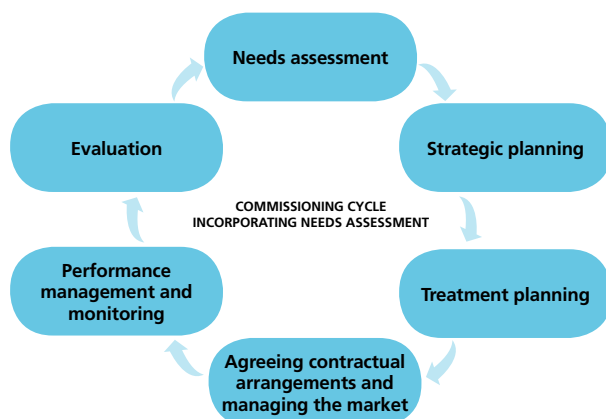 Needs assessment
Strategic planning
Treatment planning
Agreeing contractual
arrangements and
managing the market
Performance
management and
monitoring
Evaluation
COMMISSIONING CYCLE
INCORPORATING NEEDS ASSESSMENT